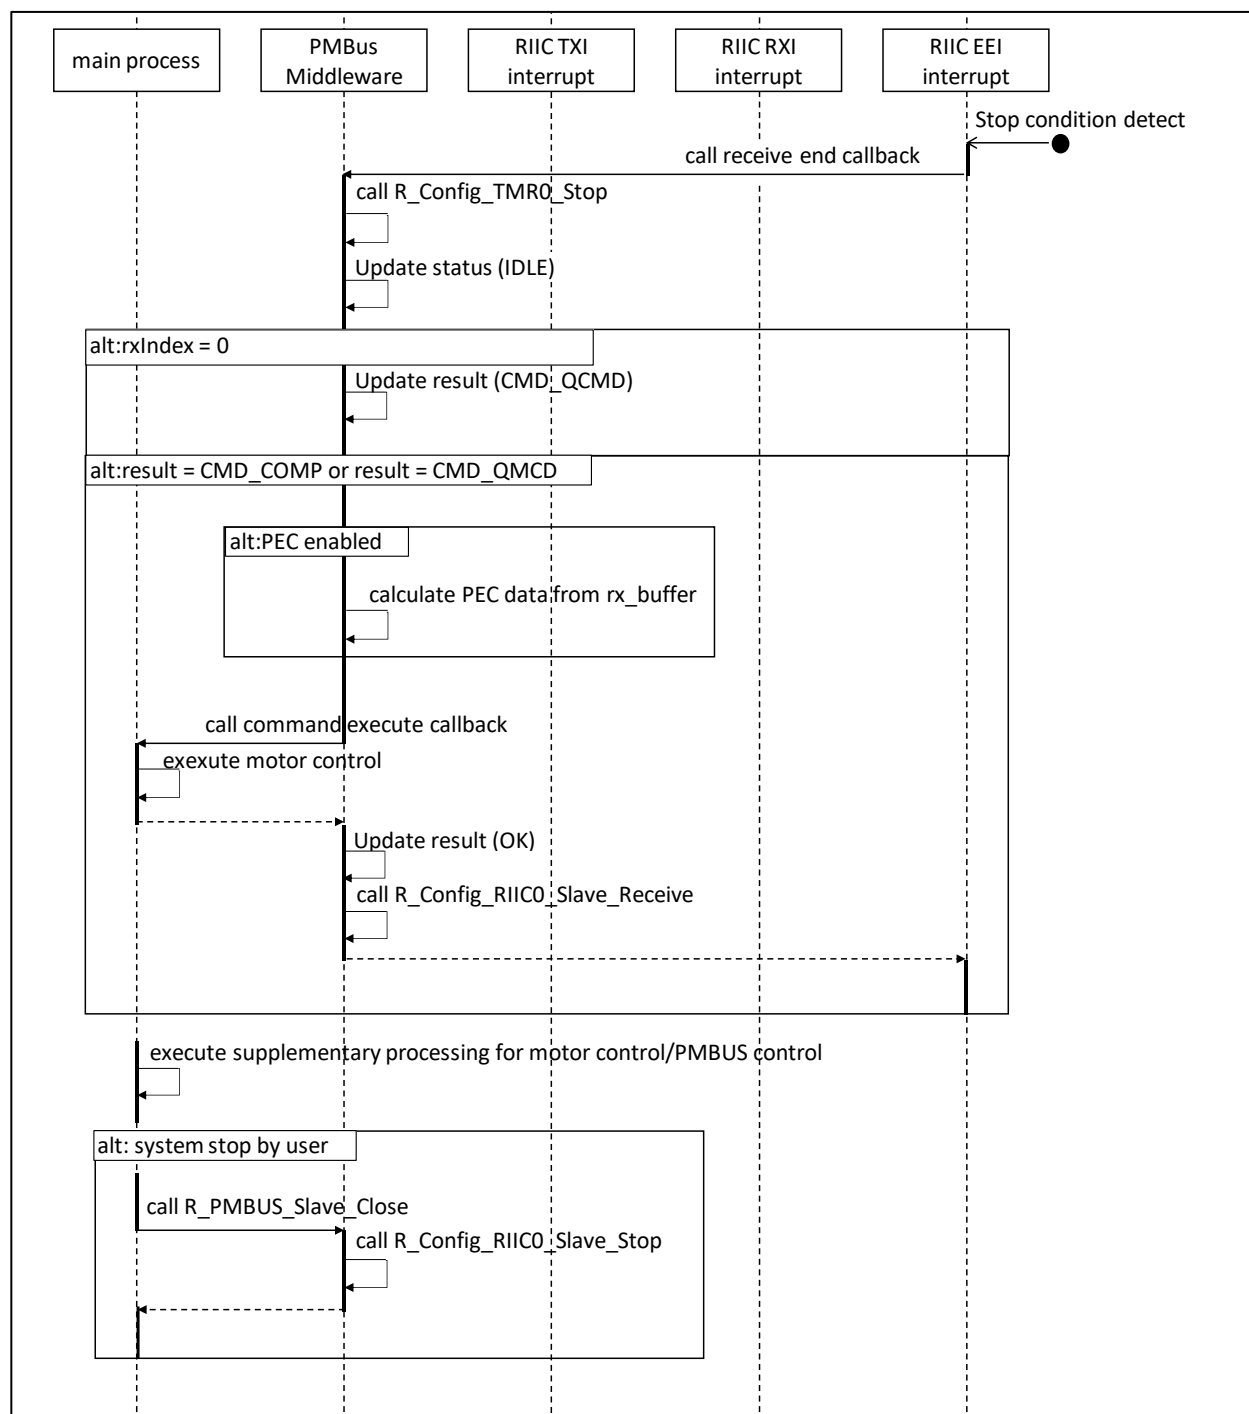 main process
PMBus
Middleware
RIIC TXI
interrupt
RIIC RXI
interrupt
RIIC EEI
interrupt
Stop condition detect
call receive end callback
call R_Config_TMR0_Stop
Update status (IDLE)
alt:rxIndex = 0
Update result (CMD_QCMD)
alt:result = CMD_COMP or result = CMD_QMCD
alt:PEC enabled
calculate PEC data from rx_buffer
call command execute callback
exexute motor control
Update result (OK)
call R_Config_RIIC0_Slave_Receive
execute supplementary processing for motor control/PMBUS control
alt: system stop by user
call R_PMBUS_Slave_Close
call R_Config_RIIC0_Slave_Stop